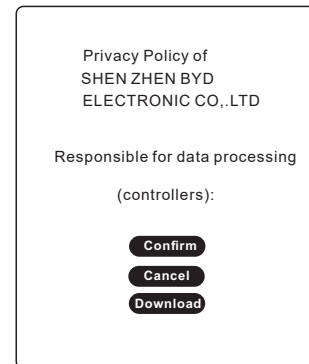 Privacy Policy of
SHEN ZHEN BYD
ELECTRONIC CO,.LTD
Responsible for data processing
(controllers):
Confirm
Cancel
Download